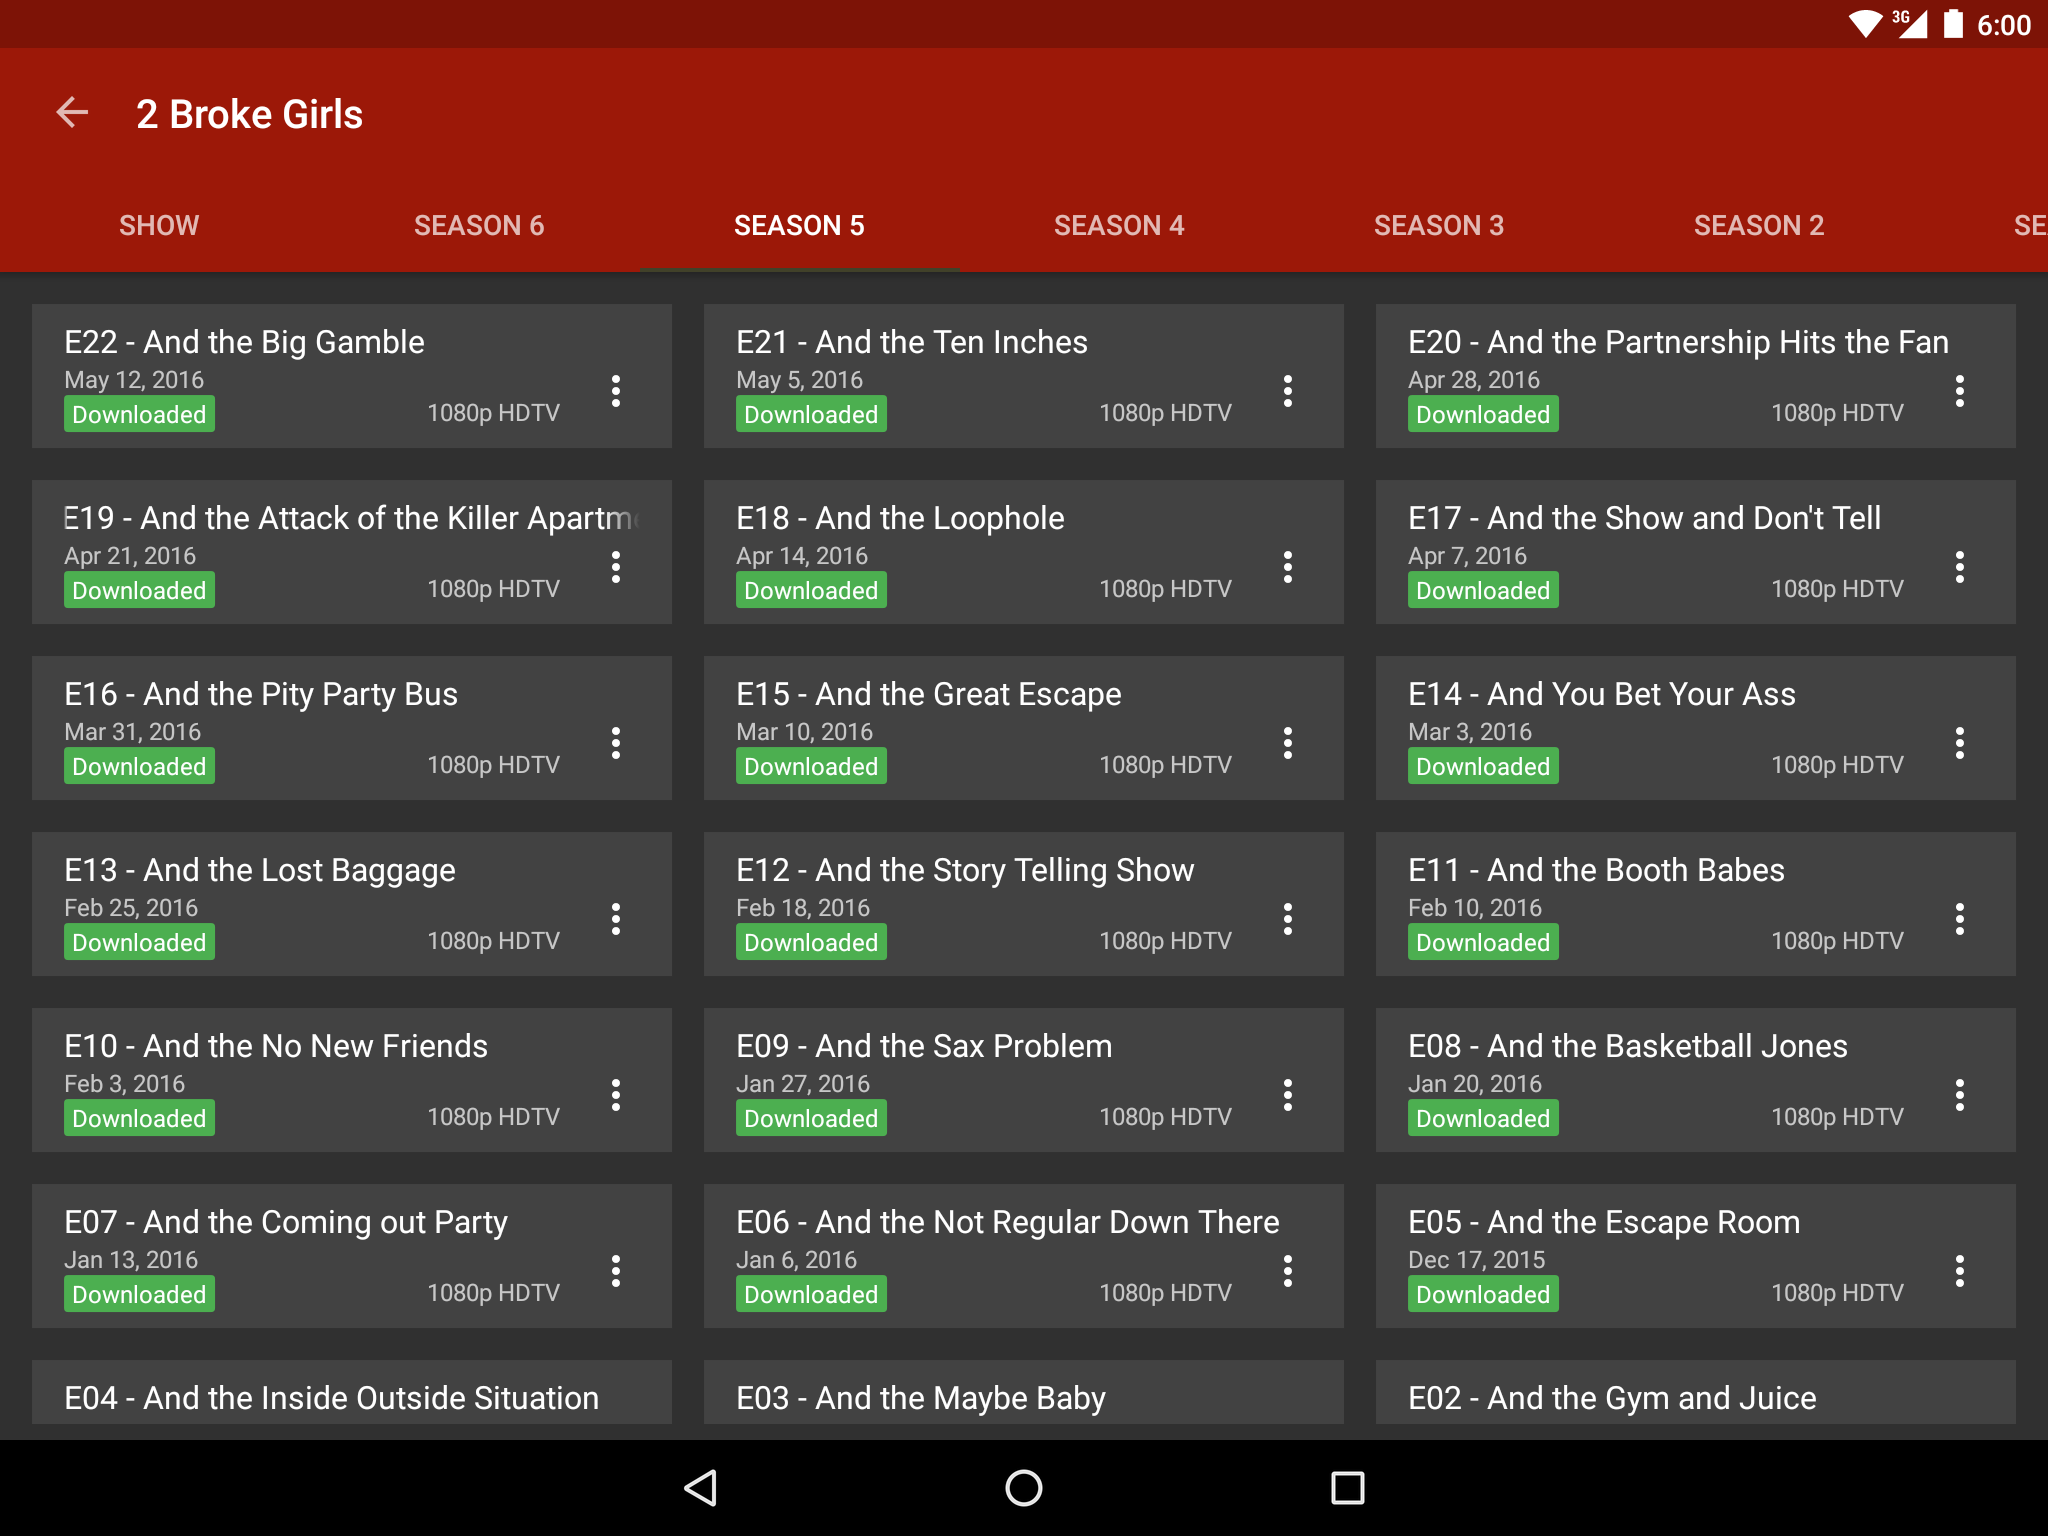 3G 6:00
2 Broke Girls
SHOW SEASON 6 SEASON 5 SEASON 4 SEASON 3 SEASON 2 SE
E22 - And the Big Gamble
May 12, 2016
Downloaded 1080p HDTV
E21 - And the Ten Inches
May 5, 2016
Downloaded 1080p HDTV
E20 - And the Partnership Hits the Fan
Apr 28, 2016
Downloaded 1080p HDTV
E19 - And the Attack of the Killer Apartm
Apr 21, 2016
Downloaded 1080p HDTV
E18 - And the Loophole
Apr 14, 2016
Downloaded 1080p HDTV
E17 - And the Show and Don't Tell
Apr 7, 2016
Downloaded 1080p HDTV
E16 - And the Pity Party Bus
Mar 31, 2016
Downloaded 1080p HDTV
E15 - And the Great Escape
Mar 10, 2016
Downloaded 1080p HDTV
E14 - And You Bet Your Ass
Mar 3, 2016
Downloaded 1080p HDTV
E13 - And the Lost Baggage
Feb 25, 2016
Downloaded 1080p HDTV
E12 - And the Story Telling Show
Feb 18, 2016
Downloaded 1080p HDTV
E11 - And the Booth Babes
Feb 10, 2016
Downloaded 1080p HDTV
E10 - And the No New Friends
Feb 3, 2016
Downloaded 1080p HDTV
E09 - And the Sax Problem
Jan 27, 2016
Downloaded 1080p HDTV
E08 - And the Basketball Jones
Jan 20, 2016
Downloaded 1080p HDTV
E07 - And the Coming out Party
Jan 13, 2016
Downloaded 1080p HDTV
E06 - And the Not Regular Down There
Jan 6, 2016
Downloaded 1080p HDTV
E05 - And the Escape Room
Dec 17, 2015
Downloaded 1080p HDTV
E04 - And the Inside Outside Situation
E03 - And the Maybe Baby
E02 - And the Gym and Juice